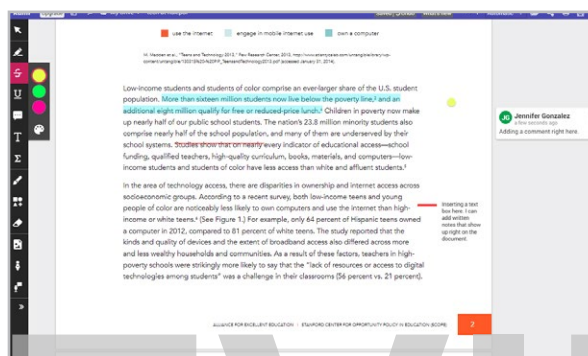 use the internet
engage in mobile internet use
own a computer
Low-income students and students of color comprise an ever-larger share of the U.S. student
population. More than sixteen million students now live below the poverty line,³ and an
additional eight million qualify for free or reduced-price lunch.⁴ Children in poverty now make
up nearly half of our public school students. The nation's 23.8 million minority students also
comprise nearly half of the school population, and many of them are underserved by their
school systems. Studies show that on nearly every indicator of educational access—school
funding, qualified teachers, high-quality curriculum, books, materials, and computers—low-
income students and students of color have less access than white and affluent students.⁵
In the area of technology access, there are disparities in ownership and internet access across
socioeconomic groups. According to a recent survey, both low-income teens and young
people of color are noticeably less likely to own computers and use the internet than high-
income or white teens.⁶ (See Figure 1.) For example, only 64 percent of Hispanic teens owned
a computer in 2012, compared to 81 percent of white teens. The study reported that the
kinds and quality of devices and the extent of broadband access also differed across more
and less wealthy households and communities. As a result of these factors, teachers in high-
poverty schools were strikingly more likely to say that the "lack of resources or access to digital
technologies among students" was a challenge in their classrooms (56 percent vs. 21 percent).
Inserting a text
box here. I can
add written
notes that show
up right on the
document.
JG
Jennifer Gonzalez
a few seconds ago
Adding a comment here.
ALLIANCE FOR EXCELLENT EDUCATION | STANFORD CENTER FOR OPPORTUNITY POLICY IN EDUCATION (SCOPE)
2